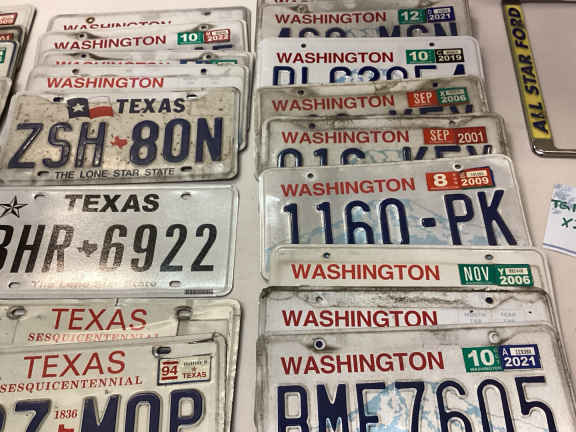 WASHINGTON
WASHINGTON 10
WASHINGTON
WASHINGTON
TEXAS
ZSH 80N
THE LONE STAR STATE
TEXAS
BHR 6922
The Lone Star State
TEXAS
SESQUICENTENNIAL
TEXAS
SESQUICENTENNIAL
94 TEXAS
1836 MOP
WASHINGTON 12 2021
WASHINGTON 10 2019
WASHINGTON SEP 2006
WASHINGTON SEP 2001
WASHINGTON 8 2009
1160-PK
WASHINGTON NOV 2006
WASHINGTON
WASHINGTON 10 2021
BMF7605
ALL STAR FORD